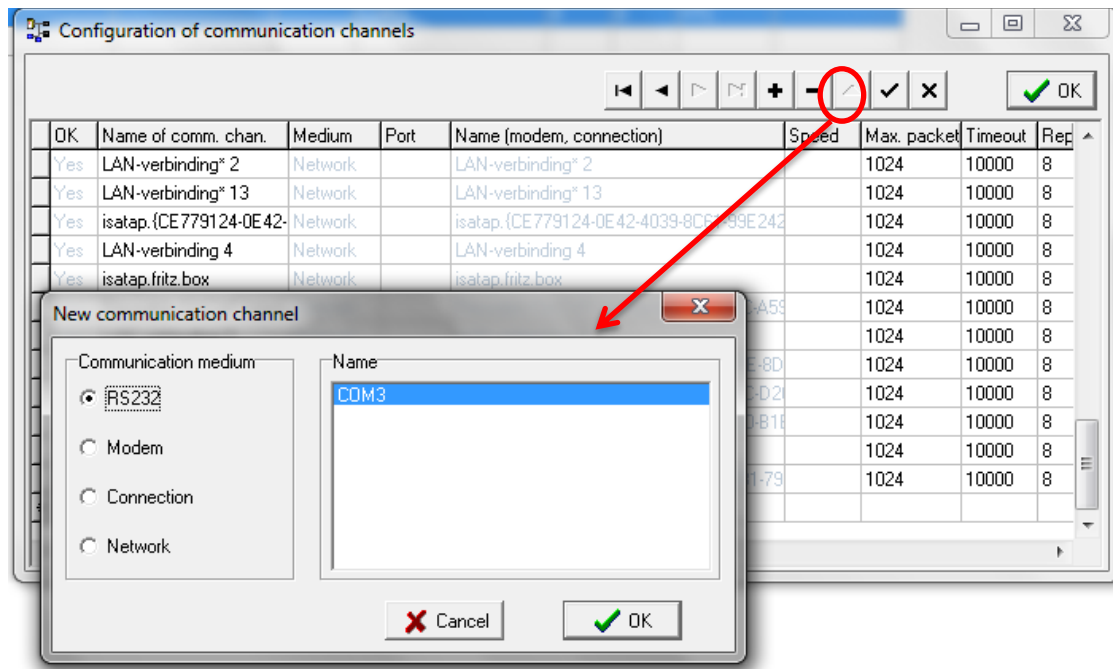 Configuration of communication channels
OK
OK Name of comm. chan. Medium Port Name (modem, connection) Speed Max. packet Timeout Rep
Yes LAN-verbinding* 2 Network LAN-verbinding* 2 1024 10000 8
Yes LAN-verbinding* 13 Network LAN-verbinding* 13 1024 10000 8
Yes isatap.{CE779124-0E42- Network isatap.{CE779124-0E42-4039- 1024 10000 8
Yes LAN-verbinding 4 Network LAN-verbinding 4 1024 10000 8
Yes isatap.fritz.box Network isatap.fritz.box 1024 10000 8
New communication channel
-A59 1024 10000 8
1024 10000 8
Communication medium Name
E-8D 1024 10000 8
RS232 COM3
1024 10000 8
1024 10000 8
Modem
1024 10000 8
1-79 1024 10000 8
Connection
Network
Cancel OK